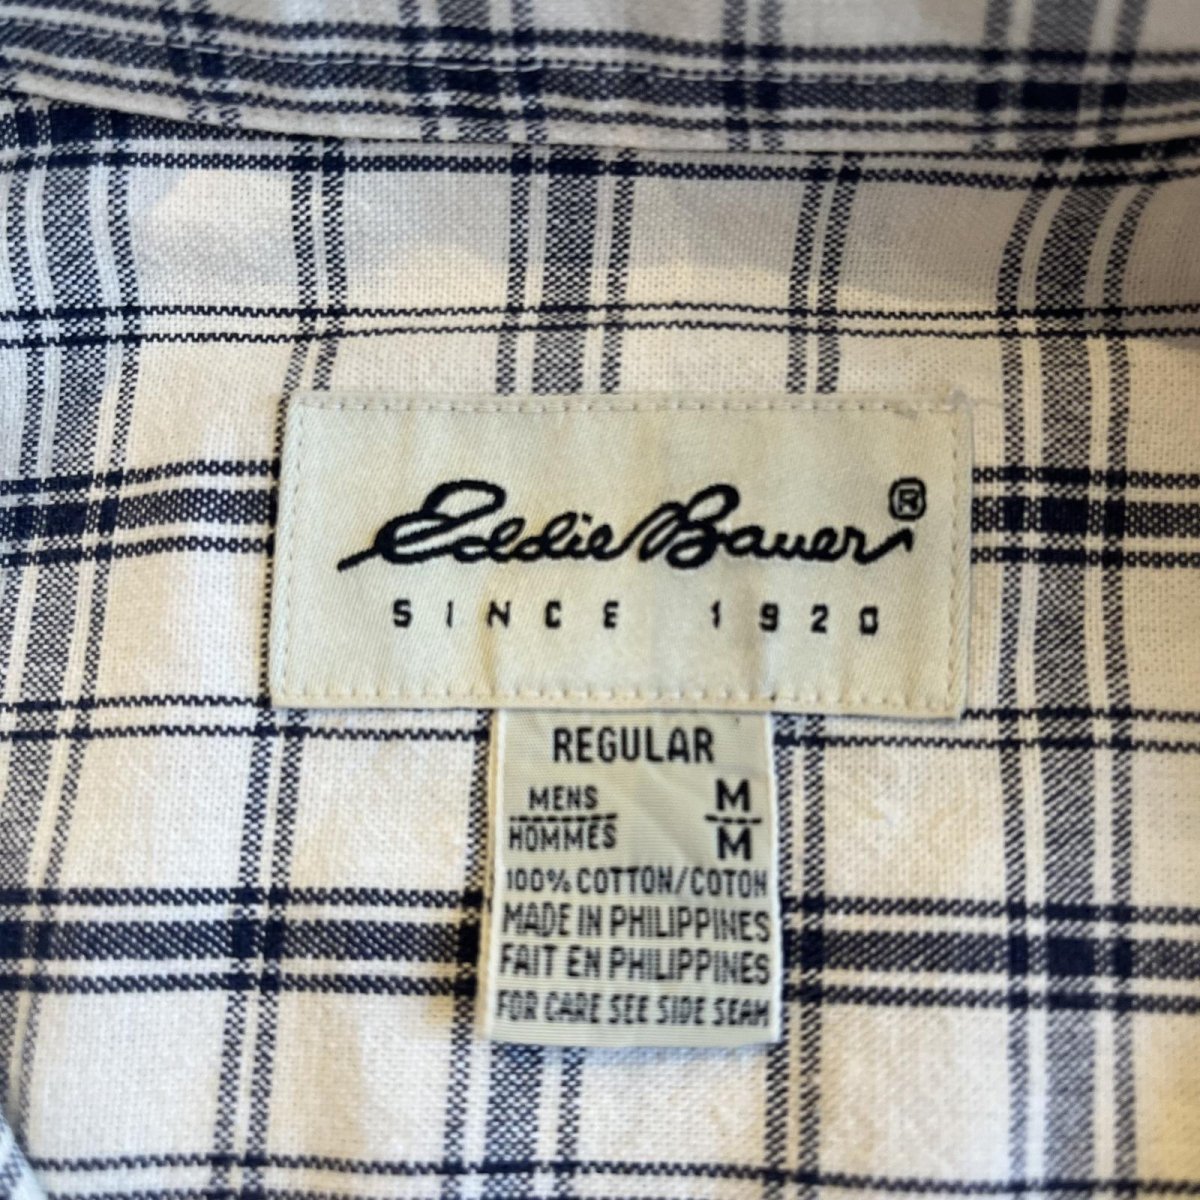 Eddie Bauer®
SINCE 1920
REGULAR
MENS M
HOMMES M
100% COTTON/COTON
MADE IN PHILIPPINES
FAIT EN PHILIPPINES
FOR CARE SEE SIDE SEAM